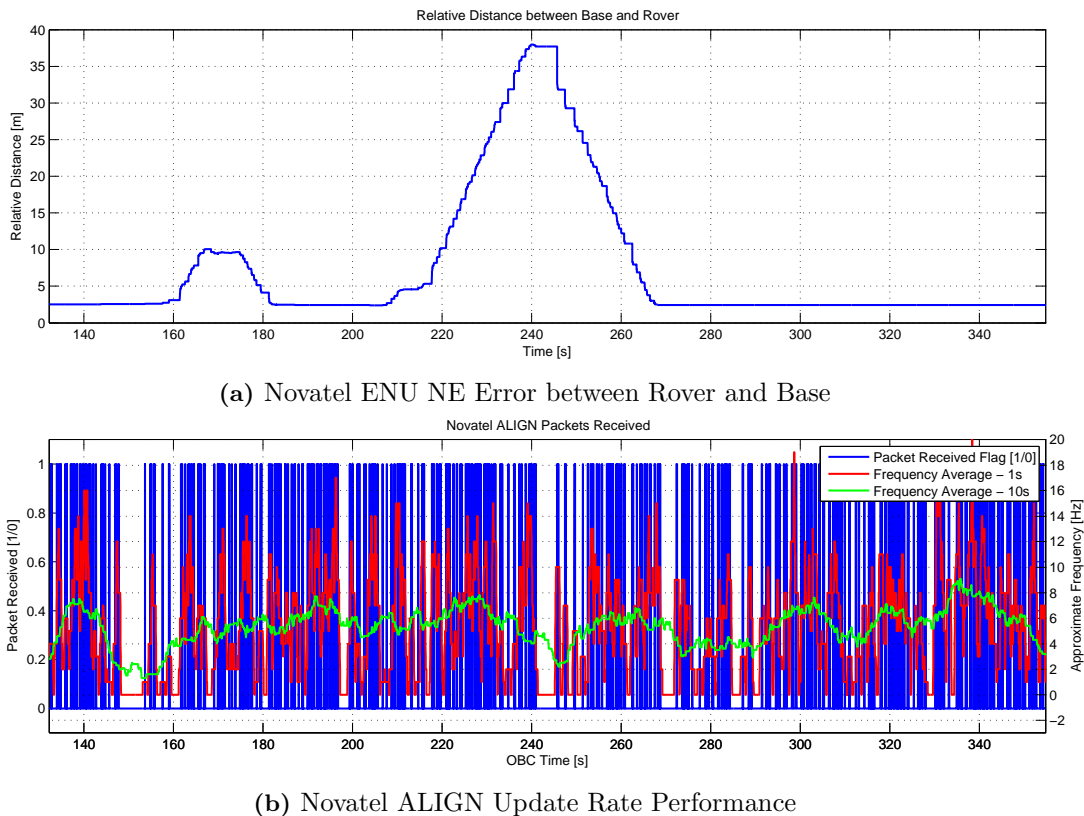 Relative Distance between Base and Rover
40
35
30
25
20
15
10
5
0
Relative Distance [m]
140 160 180 200 220 240 260 280 300 320 340
Time [s]
(a) Novatel ENU NE Error between Rover and Base
Novatel ALIGN Packets Received
1
0.8
0.6
0.4
0.2
0
Packet Received [1/0]
Packet Received Flag [1/0]
Frequency Average – 1s
Frequency Average – 10s
20
18
16
14
12
10
8
6
4
2
0
−2
Approximate Frequency [Hz]
140 160 180 200 220 240 260 280 300 320 340
OBC Time [s]
(b) Novatel ALIGN Update Rate Performance